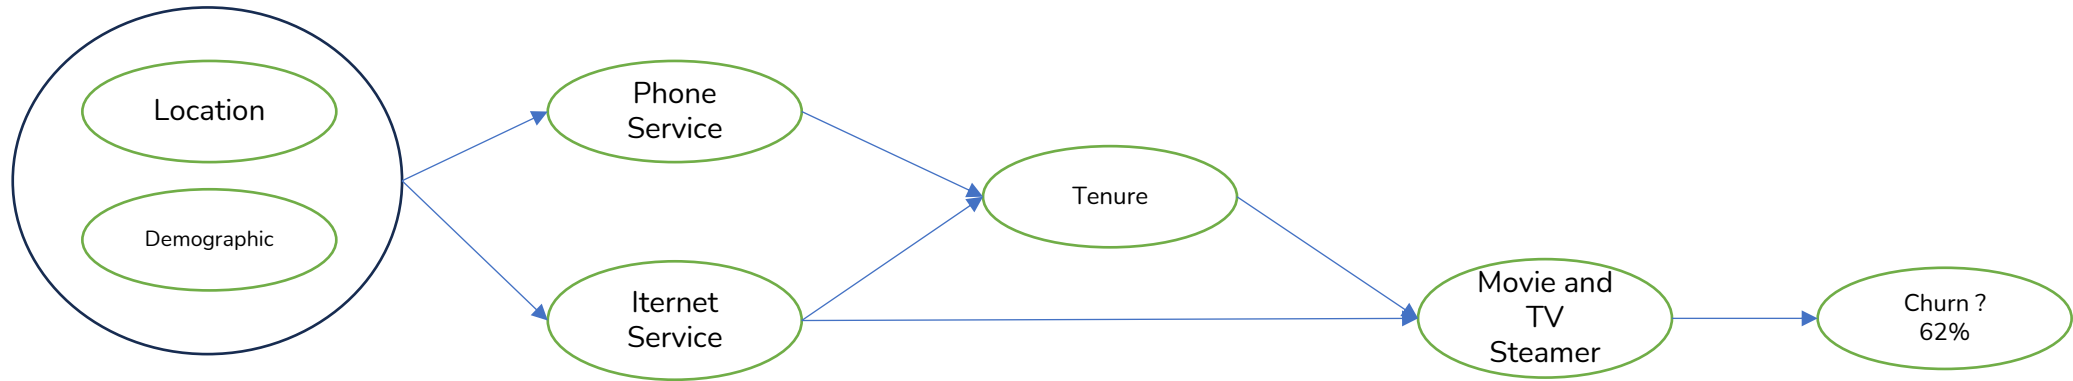 Location
Demographic
Phone
Service
Iternet
Service
Tenure
Movie and
TV
Steamer
Churn ?
62%